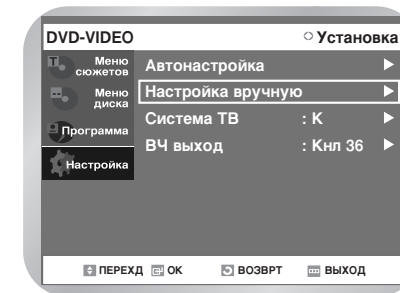 DVD-VIDEO Установка
Меню сюжетов
Меню диска
Программа
Настройка
Автонастройка
Настройка вручную
Система ТВ : К
ВЧ выход : Кнл 36
ПЕРЕХД ОК ВОЗВРТ ВЫХОД